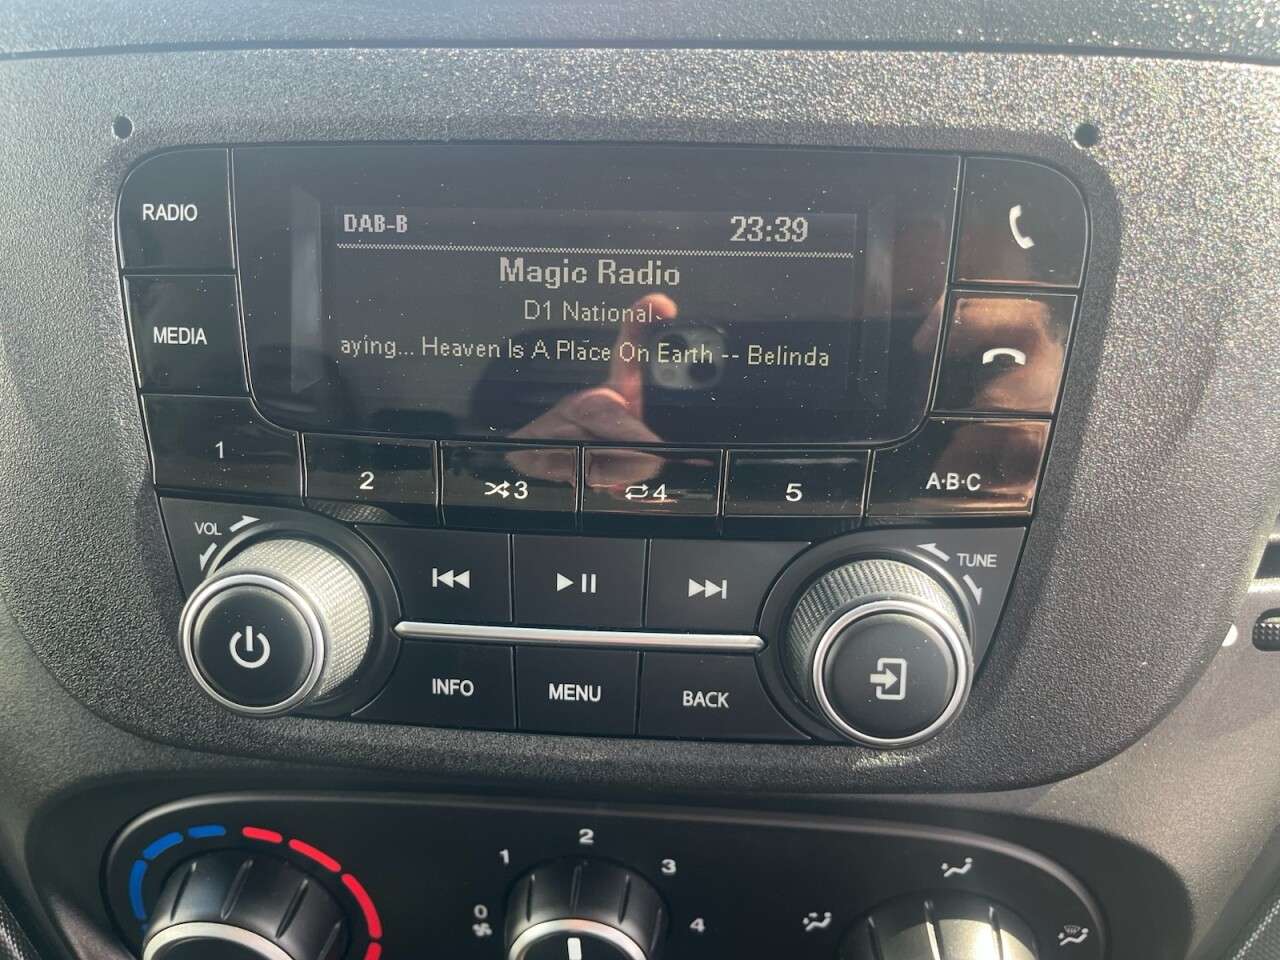 RADIO
DAB-B 23:39
Magic Radio
D1 National
aying... Heaven Is A Place On Earth -- Belinda
MEDIA
1 2 3 4 5 A·B·C
VOL
TUNE
INFO MENU BACK
0 1 2 3 4